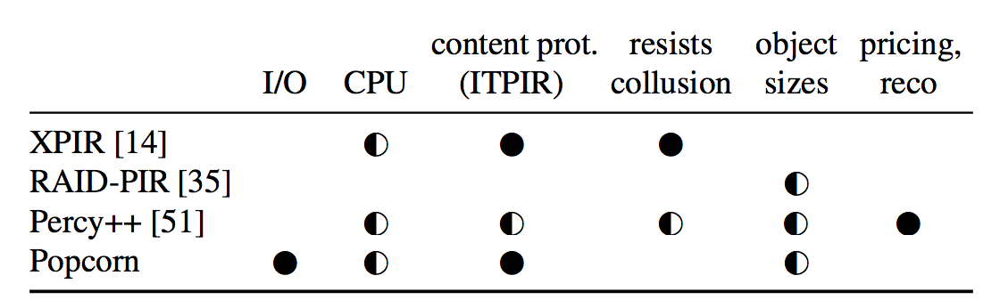 content prot. resists object pricing,
I/O CPU (ITPIR) collusion sizes reco
XPIR [14] ◐ ● ●
RAID-PIR [35] ◐
Percy++ [51] ◐ ◐ ◐ ◐ ●
Popcorn ● ◐ ● ◐